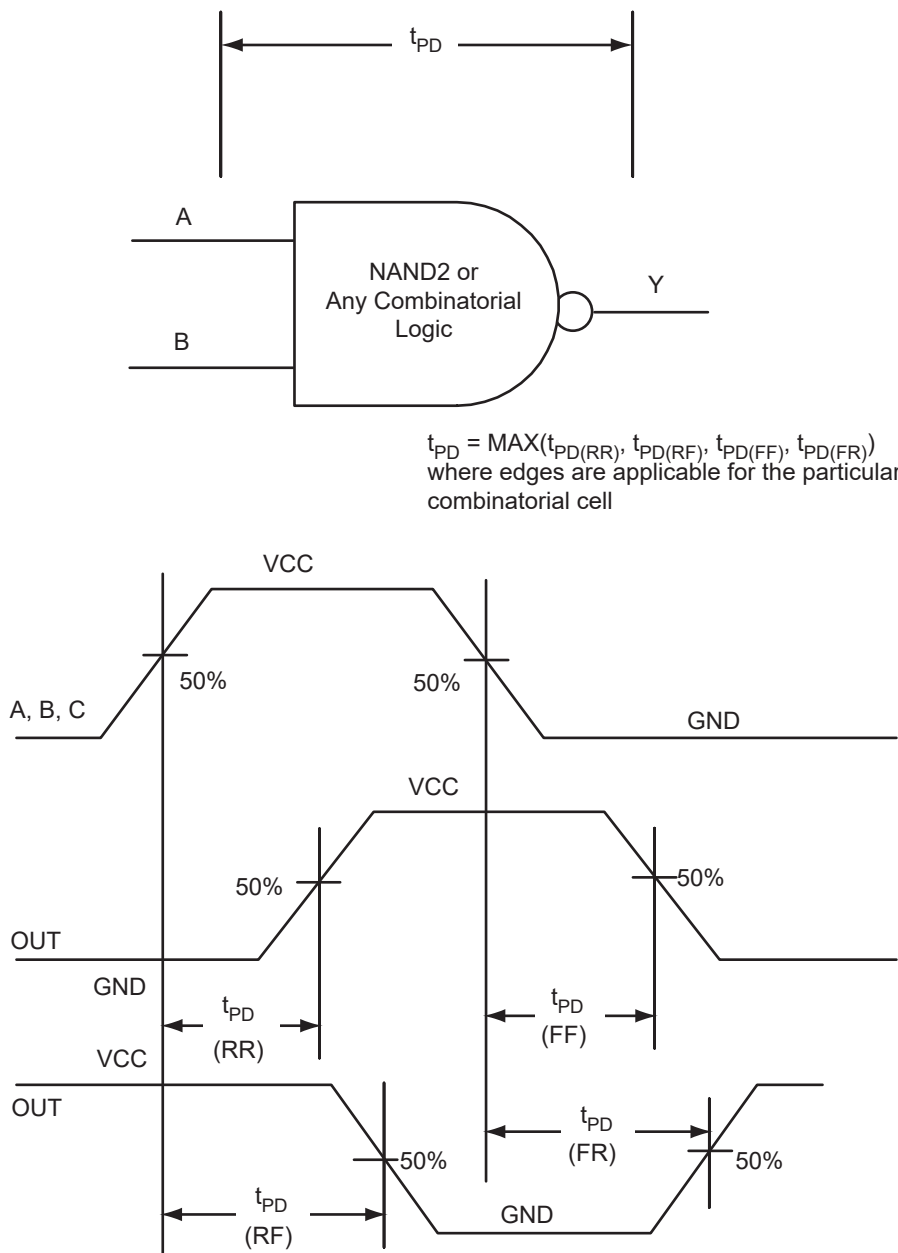 tPD
A
NAND2 or
Any Combinatorial
Logic
Y
B
tPD = MAX(tPD(RR), tPD(RF), tPD(FF), tPD(FR))
where edges are applicable for the particular
combinatorial cell
VCC
50%
50%
A, B, C
GND
VCC
50%
50%
OUT
GND
tPD
(RR)
tPD
(FF)
VCC
OUT
tPD
(FR)
50%
50%
tPD
(RF)
GND